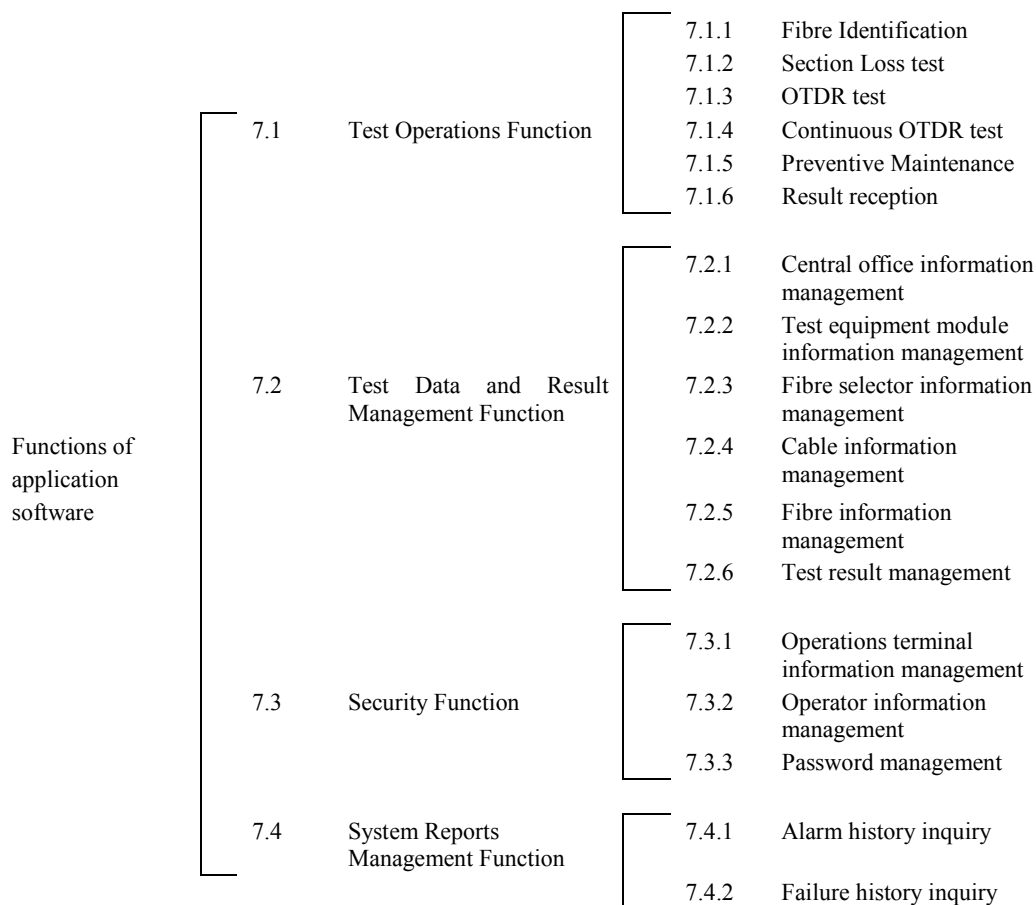 7.1.1 Fibre Identification
7.1.2 Section Loss test
7.1.3 OTDR test
7.1 Test Operations Function
7.1.4 Continuous OTDR test
7.1.5 Preventive Maintenance
7.1.6 Result reception
7.2.1 Central office information
management
7.2.2 Test equipment module
information management
7.2 Test Data and Result
Management Function
7.2.3 Fibre selector information
management
Functions of
application
software
7.2.4 Cable information
management
7.2.5 Fibre information
management
7.2.6 Test result management
7.3.1 Operations terminal
information management
7.3 Security Function
7.3.2 Operator information
management
7.3.3 Password management
7.4 System Reports
Management Function
7.4.1 Alarm history inquiry
7.4.2 Failure history inquiry